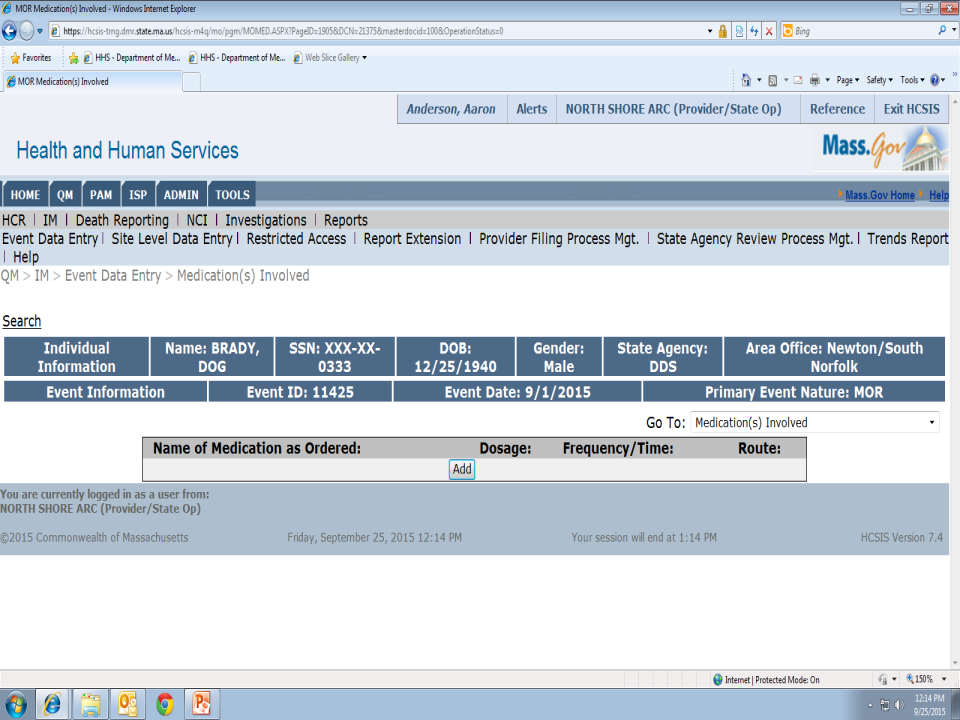 MOR Medication(s) Involved - Windows Internet Explorer
https://hcsis-trng.dmr.state.ma.us/hcsis-m4q/mo/pgm/MOMED.ASPX?PageID=1905&DCN=21375&masterdocid=100&OperationStatus=0
Bing
Favorites HHS - Department of Me... HHS - Department of Me... Web Slice Gallery
MOR Medication(s) Involved
Page Safety Tools
Anderson, Aaron Alerts NORTH SHORE ARC (Provider/State Op) Reference Exit HCSIS
Health and Human Services
Mass.Gov
HOME QM PAM ISP ADMIN TOOLS
Mass.Gov Home Help
HCR | IM | Death Reporting | NCI | Investigations | Reports
Event Data Entry | Site Level Data Entry | Restricted Access | Report Extension | Provider Filing Process Mgt. | State Agency Review Process Mgt. | Trends Report
| Help
QM > IM > Event Data Entry > Medication(s) Involved
Search
Individual Information
Name: BRADY, DOG
SSN: XXX-XX-0333
DOB: 12/25/1940
Gender: Male
State Agency: DDS
Area Office: Newton/South Norfolk
Event Information Event ID: 11425 Event Date: 9/1/2015 Primary Event Nature: MOR
Go To: Medication(s) Involved
Name of Medication as Ordered: Dosage: Frequency/Time: Route:
Add
You are currently logged in as a user from:
NORTH SHORE ARC (Provider/State Op)
©2015 Commonwealth of Massachusetts Friday, September 25, 2015 12:14 PM Your session will end at 1:14 PM HCSIS Version 7.4
Internet | Protected Mode: On 150%
12:14 PM
9/25/2015